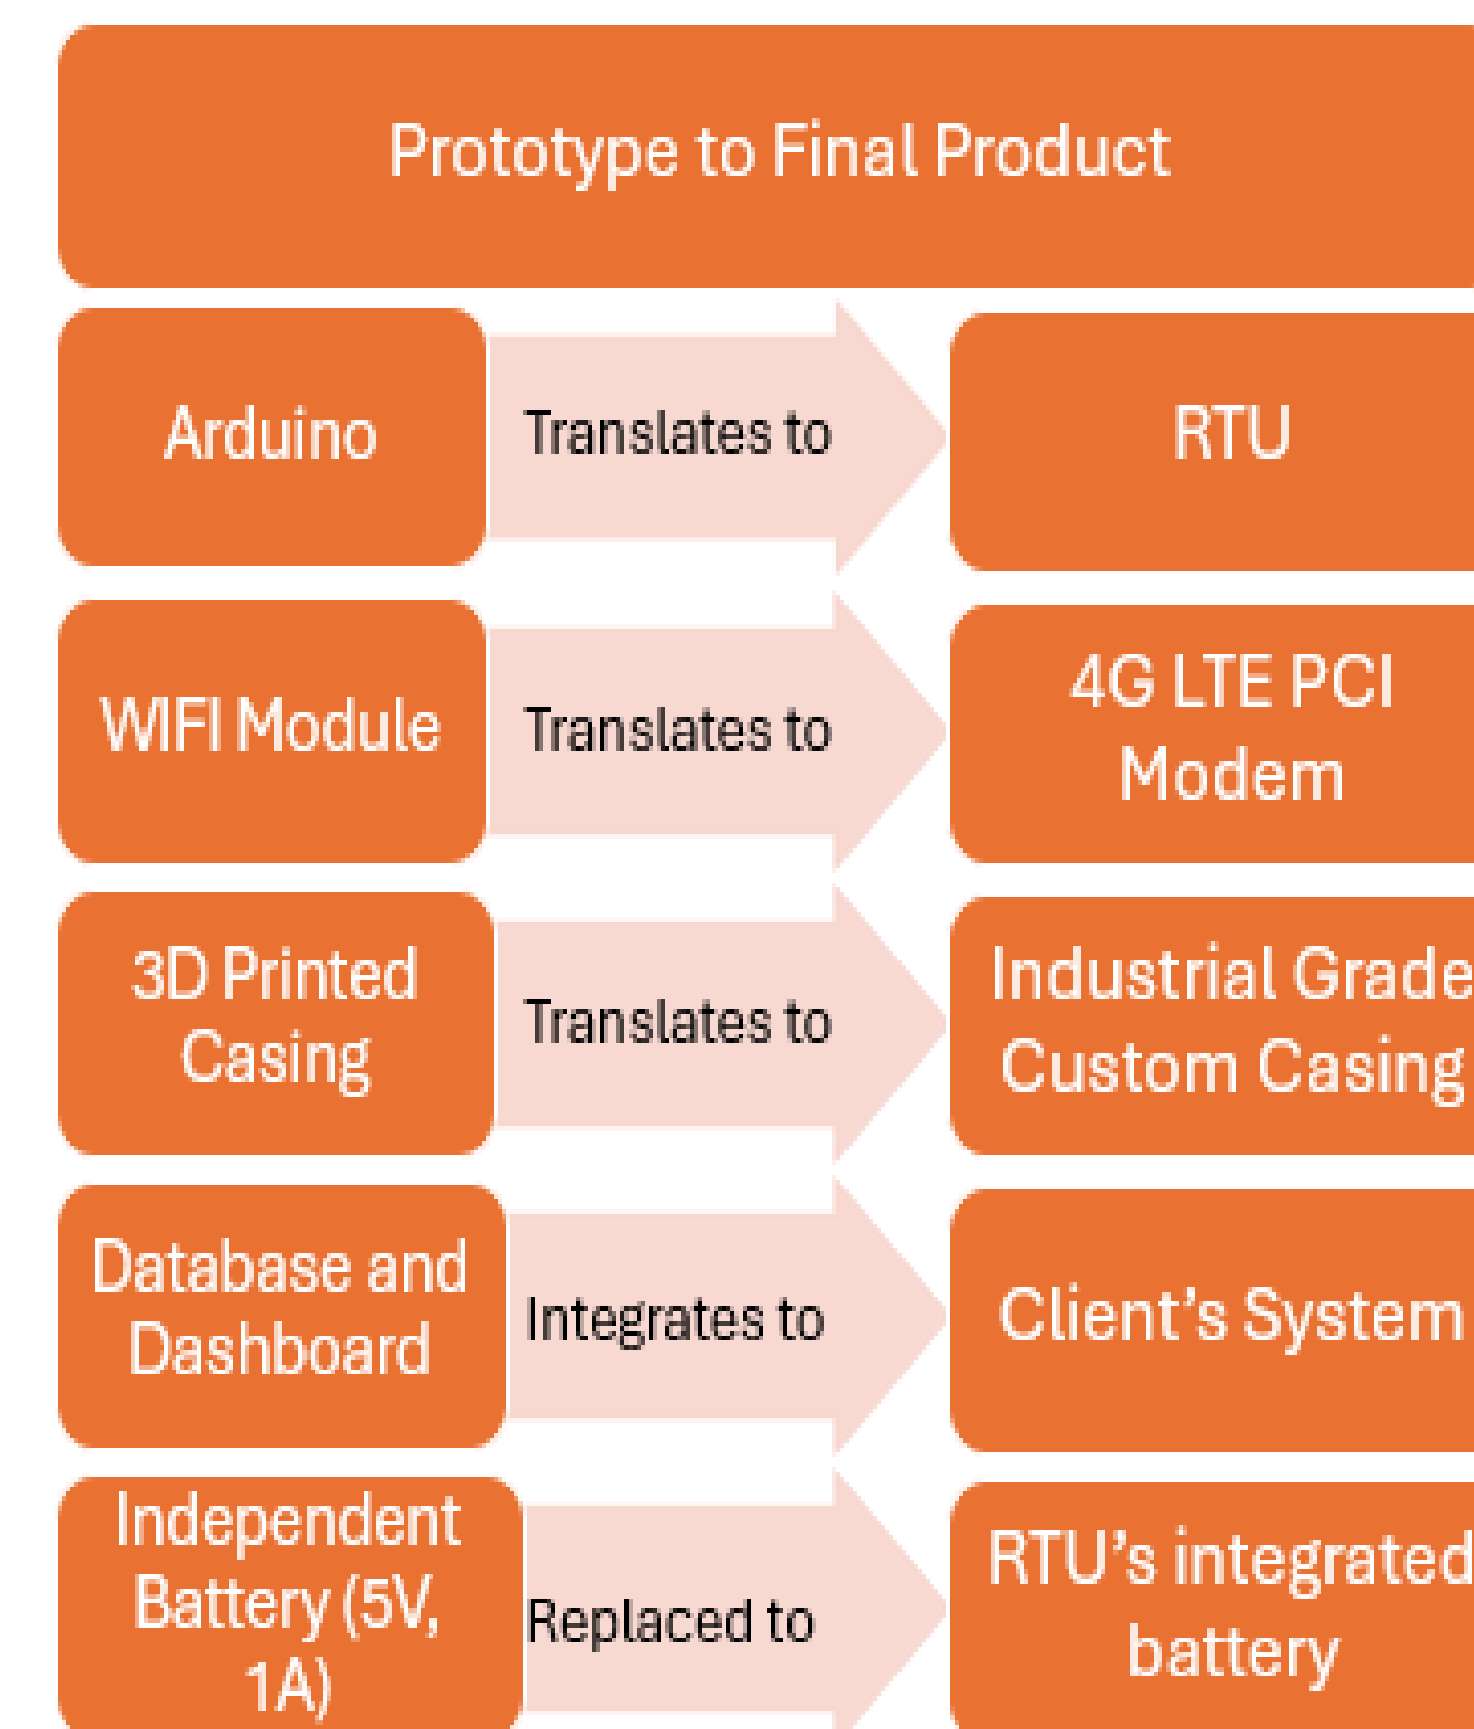 Prototype to Final Product
Arduino
Translates to
RTU
WIFI Module
Translates to
4G LTE PCI
Modem
3D Printed
Casing
Translates to
Industrial Grade
Custom Casing
Database and
Dashboard
Integrates to
Client’s System
Independent
Battery (5V,
1A)
Replaced to
RTU’s integrated
battery